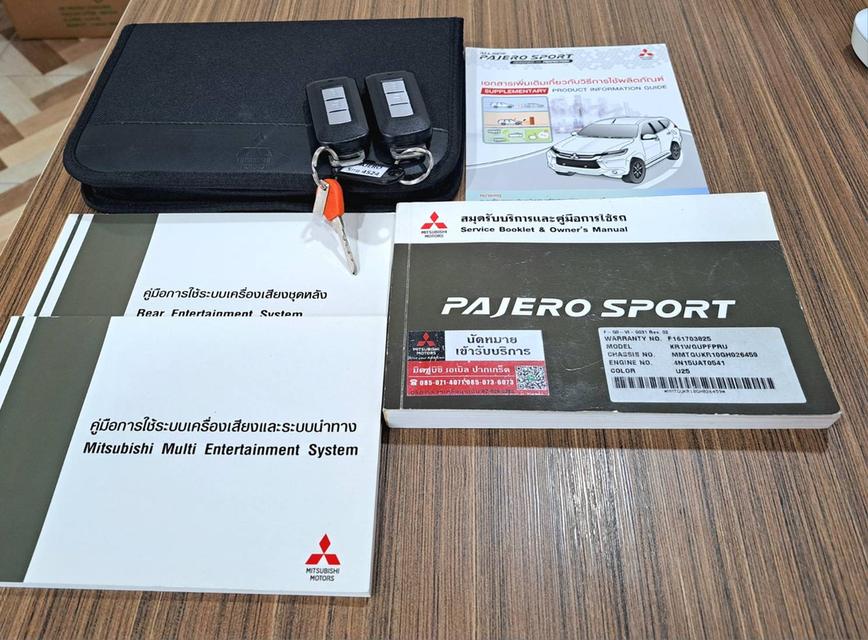 ALL NEW
PAJERO SPORT
เอกสารเพิ่มเติมเกี่ยวกับวิธีการใช้ผลิตภัณฑ์
SUPPLEMENTARY PRODUCT INFORMATION GUIDE
4524
MITSUBISHI
MOTORS
สมุดรับบริการและคู่มือการใช้รถ
Service Booklet & Owner's Manual
PAJERO SPORT
นัดหมาย
เข้ารับบริการ
มิตซูบิชิ เอเบิล ปากเกร็ด
WARRANTY NO. F161703825
MODEL KR1WGUPFPRU
CHASSIS NO. MMTGUKR10GH026459
ENGINE NO. 4N15UAT0541
COLOR U25
คู่มือการใช้ระบบเครื่องเสียงชุดหลัง
Rear Entertainment System
คู่มือการใช้ระบบเครื่องเสียงและระบบนำทาง
Mitsubishi Multi Entertainment System
MITSUBISHI
MOTORS